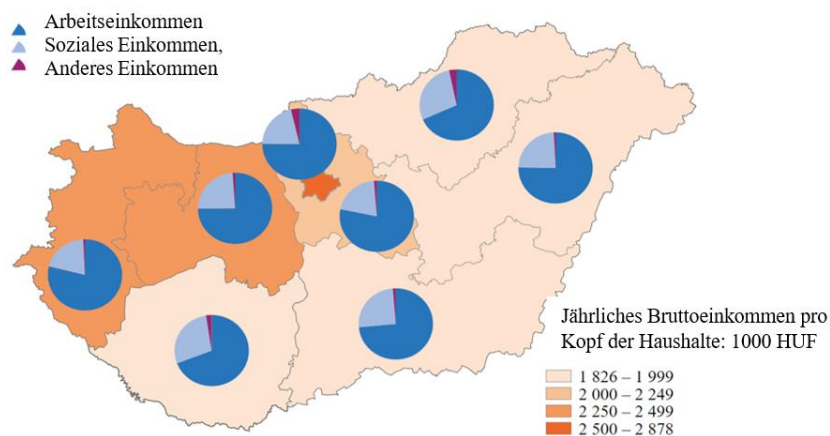 Arbeitseinkommen
Soziales Einkommen,
Anderes Einkommen
Jährliches Bruttoeinkommen pro
Kopf der Haushalte: 1000 HUF
1 826 – 1 999
2 000 – 2 249
2 250 – 2 499
2 500 – 2 878